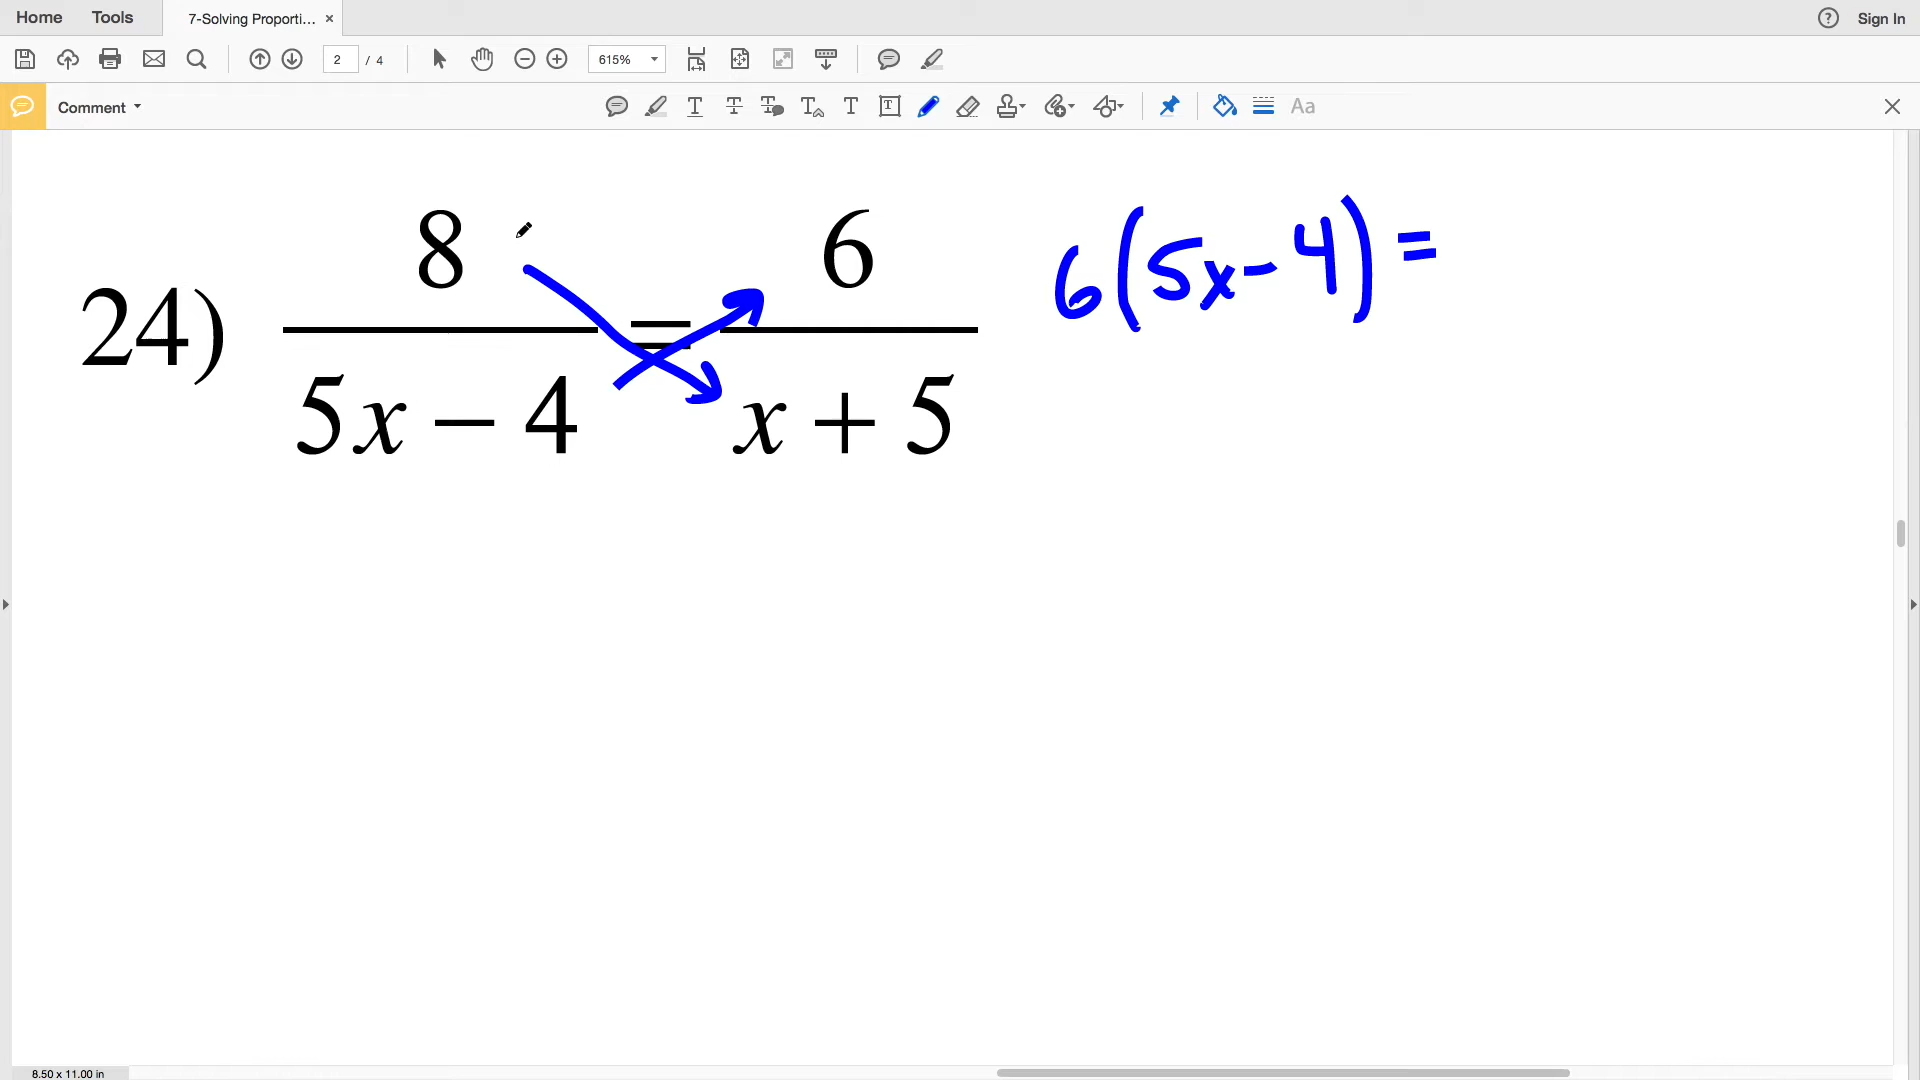 Home Tools 7-Solving Proporti... × ? Sign In
2 / 4 615%
Comment T T T T T T Aa
24) 8/(5x − 4) = 6/(x + 5)
6(5x-4)=
8.50 x 11.00 in